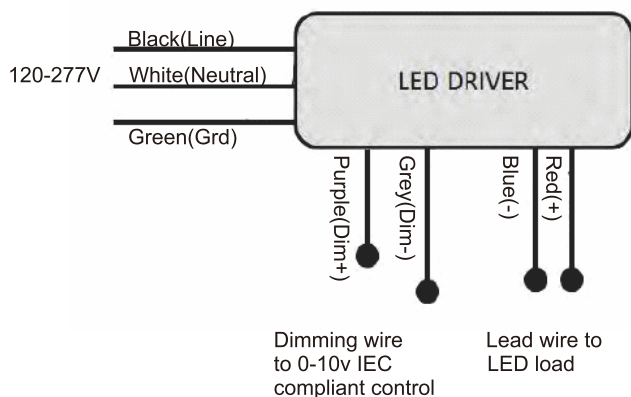 Black(Line)
120-277V
White(Neutral)
Green(Grd)
LED DRIVER
Purple(Dim+)
Grey(Dim-)
Blue(-)
Red(+)
Dimming wire
to 0-10v IEC
compliant control
Lead wire to
LED load